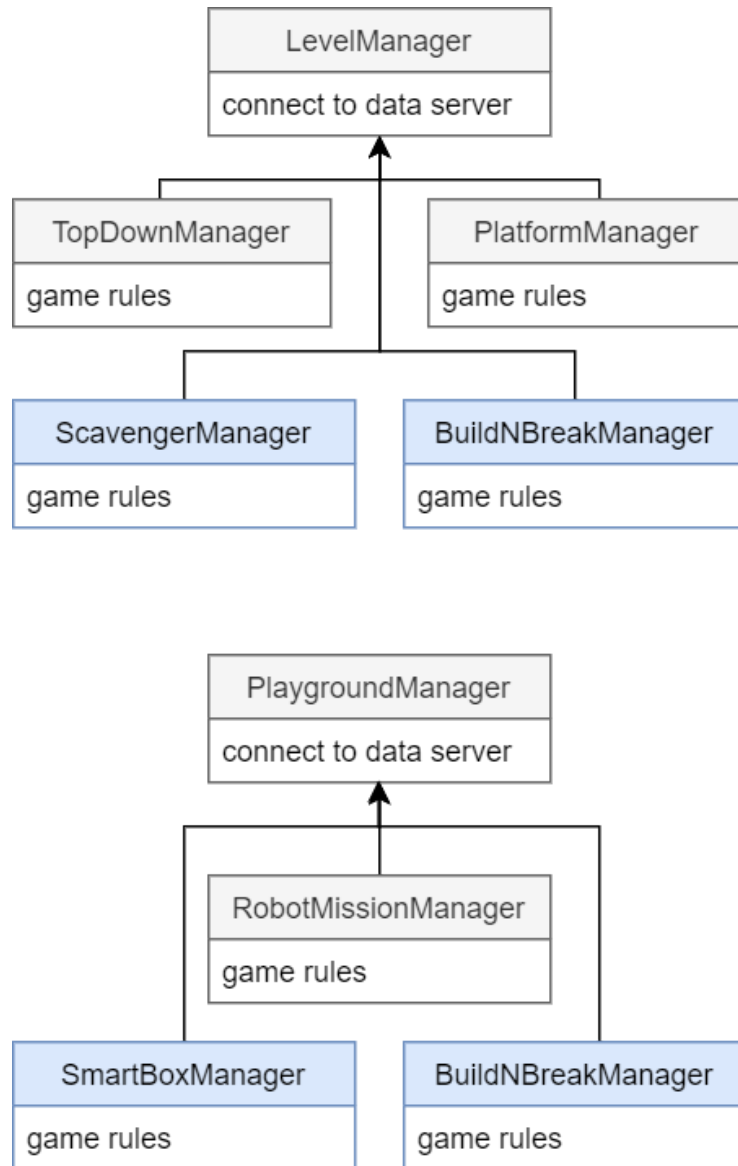 LevelManager
connect to data server
TopDownManager
game rules
PlatformManager
game rules
ScavengerManager
game rules
BuildNBreakManager
game rules
PlaygroundManager
connect to data server
RobotMissionManager
game rules
SmartBoxManager
game rules
BuildNBreakManager
game rules